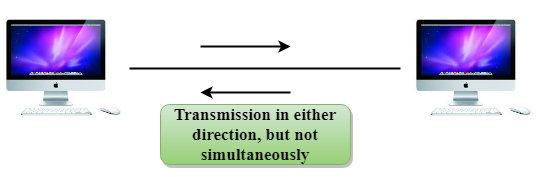 Transmission in either
direction, but not
simultaneously